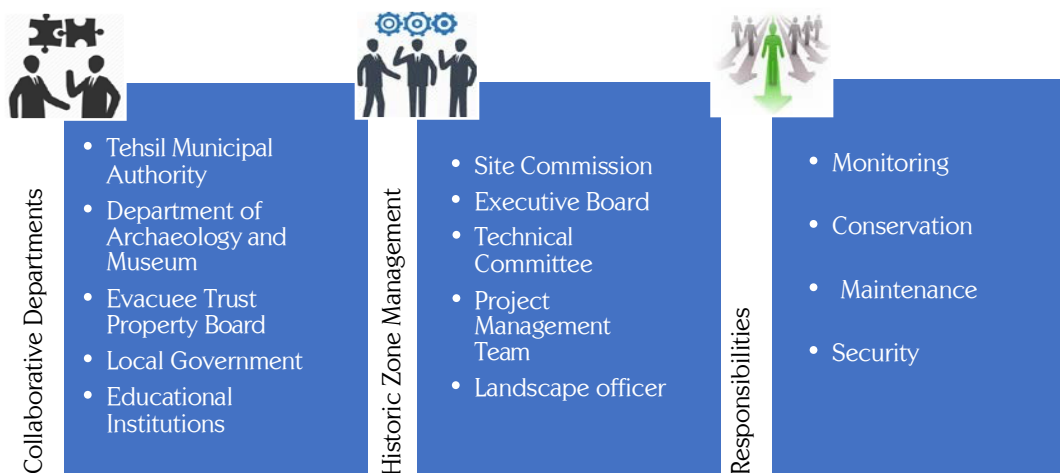 Collaborative Departments
• Tehsil Municipal
Authority
• Department of
Archaeology and
Museum
• Evacuee Trust
Property Board
• Local Government
• Educational
Institutions
Historic Zone Management
• Site Commission
• Executive Board
• Technical
Committee
• Project
Management
Team
• Landscape officer
Responsibilities
• Monitoring
• Conservation
• Maintenance
• Security